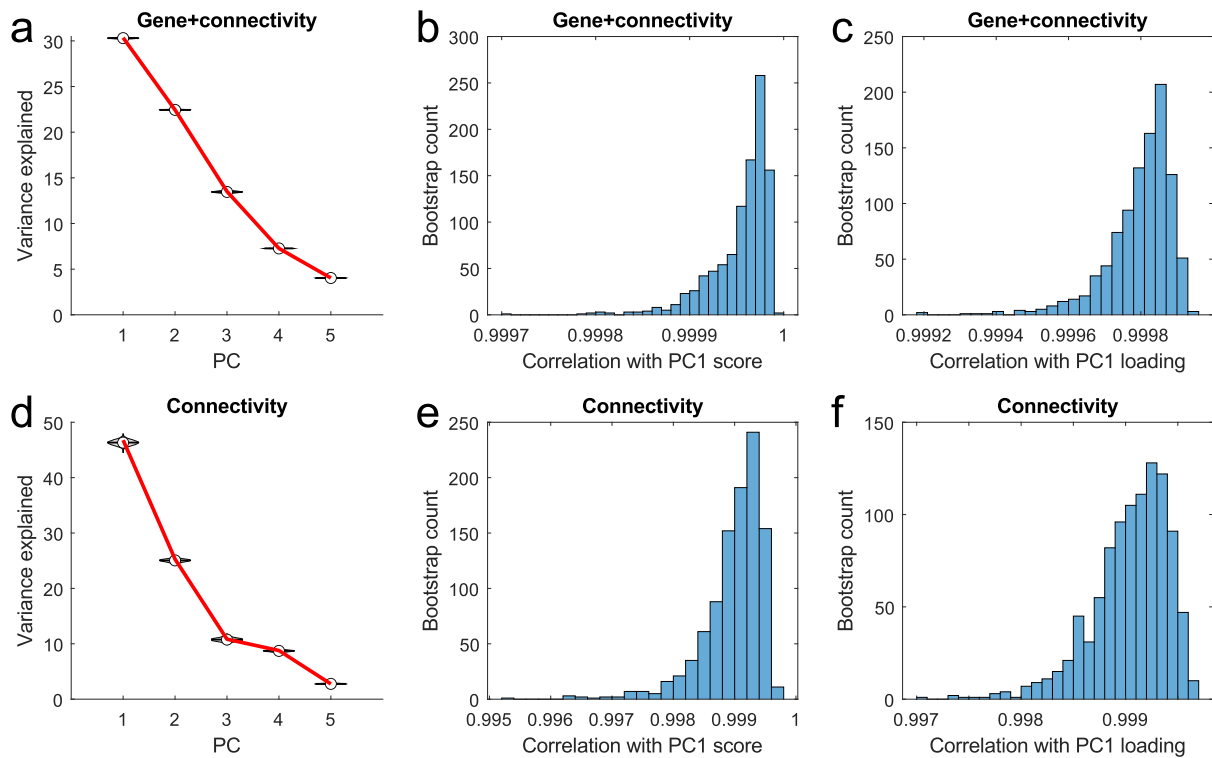 a
Gene+connectivity
Variance explained
30
25
20
15
10
5
0
1 2 3 4 5
PC
b
Gene+connectivity
Bootstrap count
300
250
200
150
100
50
0
0.9997 0.9998 0.9999 1
Correlation with PC1 score
c
Gene+connectivity
Bootstrap count
250
200
150
100
50
0
0.9992 0.9994 0.9996 0.9998
Correlation with PC1 loading
d
Connectivity
Variance explained
50
40
30
20
10
0
1 2 3 4 5
PC
e
Connectivity
Bootstrap count
250
200
150
100
50
0
0.995 0.996 0.997 0.998 0.999 1
Correlation with PC1 score
f
Connectivity
Bootstrap count
150
100
50
0
0.997 0.998 0.999
Correlation with PC1 loading